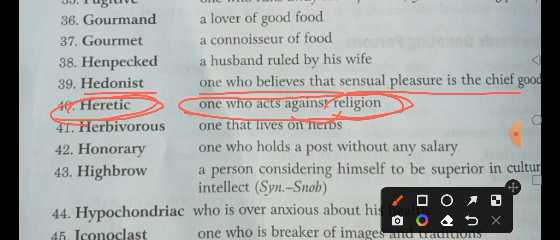 36. Gourmand a lover of good food
37. Gourmet a connoisseur of food
38. Henpecked a husband ruled by his wife
39. Hedonist one who believes that sensual pleasure is the chief good
40. Heretic one who acts against religion
41. Herbivorous one that lives on herbs
42. Honorary one who holds a post without any salary
43. Highbrow a person considering himself to be superior in cultur
intellect (Syn.–Snob)
44. Hypochondriac who is over anxious about his
45. Iconoclast one who is breaker of images and traditions